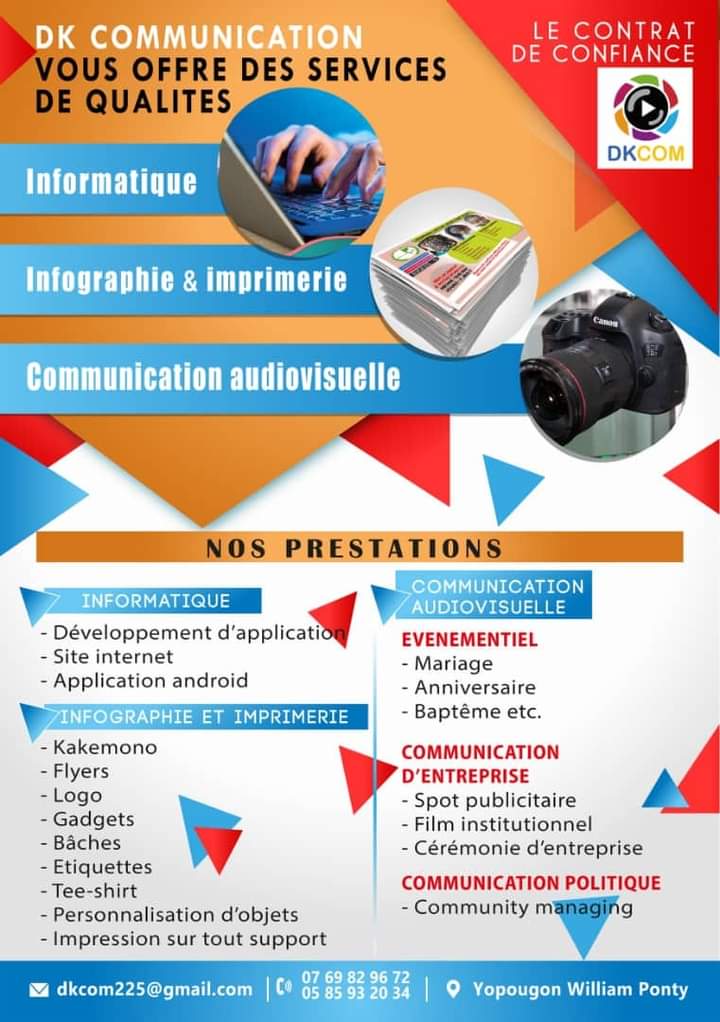 DK COMMUNICATION
VOUS OFFRE DES SERVICES
DE QUALITES
LE CONTRAT
DE CONFIANCE
DKCOM
Informatique
Infographie & imprimerie
Canon
Communication audiovisuelle
NOS PRESTATIONS
INFORMATIQUE
- Développement d'application
- Site internet
- Application android
INFOGRAPHIE ET IMPRIMERIE
- Kakemono
- Flyers
- Logo
- Gadgets
- Bâches
- Etiquettes
- Tee-shirt
- Personnalisation d'objets
- Impression sur tout support
COMMUNICATION
AUDIOVISUELLE
EVENEMENTIEL
- Mariage
- Anniversaire
- Baptême etc.
COMMUNICATION
D'ENTREPRISE
- Spot publicitaire
- Film institutionnel
- Cérémonie d'entreprise
COMMUNICATION POLITIQUE
- Community managing
dkcom225@gmail.com
07 69 82 96 72
05 85 93 20 34
Yopougon William Ponty